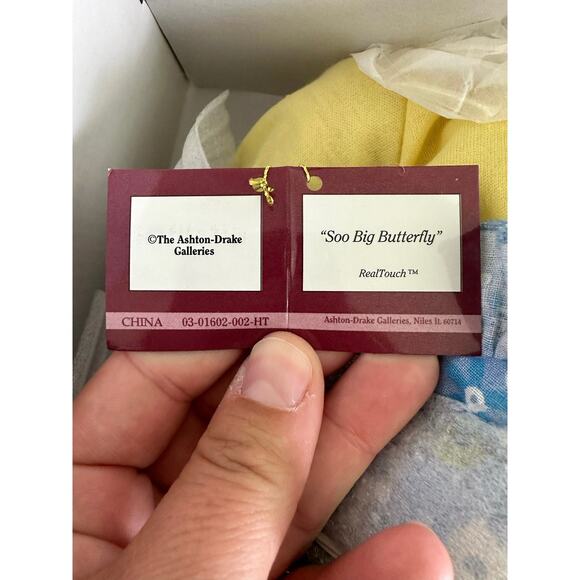 ©The Ashton-Drake
Galleries
CHINA 03-01602-002-HT
"Soo Big Butterfly"
RealTouch™
Ashton-Drake Galleries, Niles IL 60714